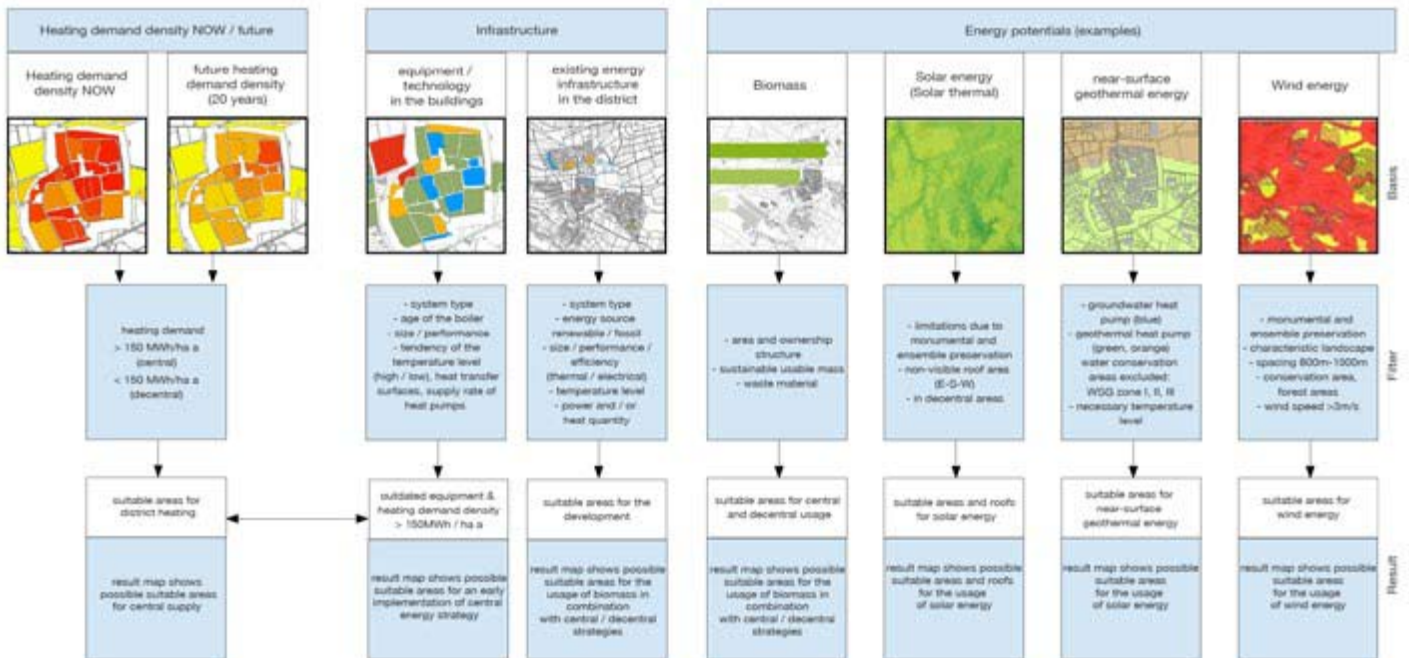 Heating demand density NOW / future
Infrastructure
Energy potentials (examples)
Heating demand
density NOW
future heating
demand density
(20 years)
equipment /
technology
in the buildings
existing energy
infrastructure
in the district
Biomass
Solar energy
(Solar thermal)
near-surface
geothermal energy
Wind energy
Basis
heating demand
> 150 MWh/ha a
(central)
< 150 MWh/ha a
(decentral)
- system type
- age of the boiler
- size / performance
- tendency of the
temperature level
(high / low), heat transfer
surfaces, supply rate of
heat pumps
- system type
- energy source
renewable / fossil
- size / performance /
efficiency
(thermal / electrical)
- temperature level
- power and / or
heat quantity
- area and ownership
structure
- sustainable usable mass
- waste material
- limitations due to
monumental and
ensemble preservation
- non-visible roof area
(E-S-W)
- in decentral areas
- groundwater heat
pump (blue)
- geothermal heat pump
(green, orange)
water conservation
areas excluded:
WSG zone I, II, III
- necessary temperature
level
- monumental and
ensemble preservation
- characteristic landscape
- spacing 800m-1000m
- conservation area,
forest areas
- wind speed >3m/s
Filter
suitable areas for
district heating
outdated equipment &
heating demand density
> 150MWh / ha a
suitable areas for the
development
suitable areas for central
and decentral usage
suitable areas and roofs
for solar energy
suitable areas for
near-surface
geothermal energy
suitable areas for
wind energy
result map shows
possible suitable areas
for central supply
result map shows possible
suitable areas for an early
implementation of central
energy strategy
result map shows possible
suitable areas for the
usage of biomass in
combination
with central / decentral
strategies
result map shows possible
suitable areas for the
usage of biomass in
combination
with central / decentral
strategies
result map shows possible
suitable areas and roofs
for the usage
of solar energy
result map shows possible
suitable areas
for the usage
of solar energy
result map shows possible
suitable areas
for the usage
of wind energy
Result